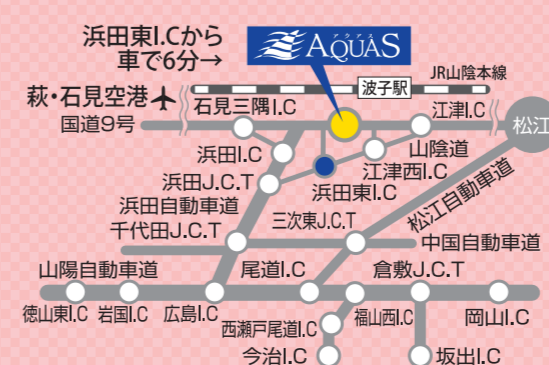 浜田東I.Cから
車で6分→
アクアス
AQUAS
JR山陰本線
波子駅
萩・石見空港
石見三隅I.C
江津I.C
国道9号
松江
浜田I.C
山陰道
江津西I.C
浜田J.C.T
浜田東I.C
浜田自動車道
松江自動車道
三次東J.C.T
千代田J.C.T
中国自動車道
山陽自動車道
尾道I.C
倉敷J.C.T
徳山東I.C
岩国I.C
広島I.C
西瀬戸尾道I.C
福山西I.C
岡山I.C
今治I.C
坂出I.C